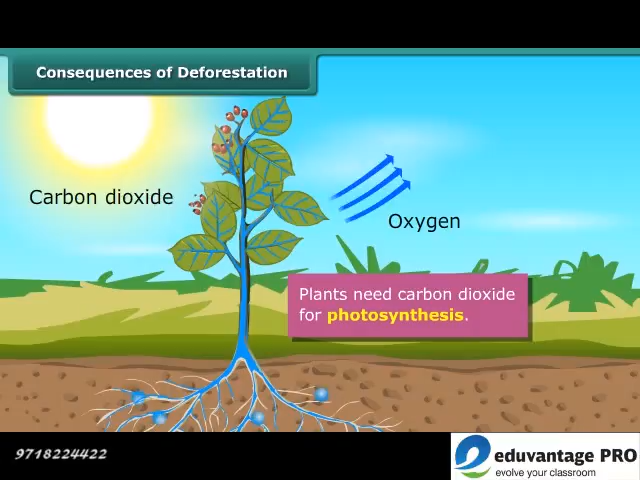 Consequences of Deforestation
Carbon dioxide
Oxygen
Plants need carbon dioxide
for photosynthesis.
9718224422
eduvantage PRO
evolve your classroom